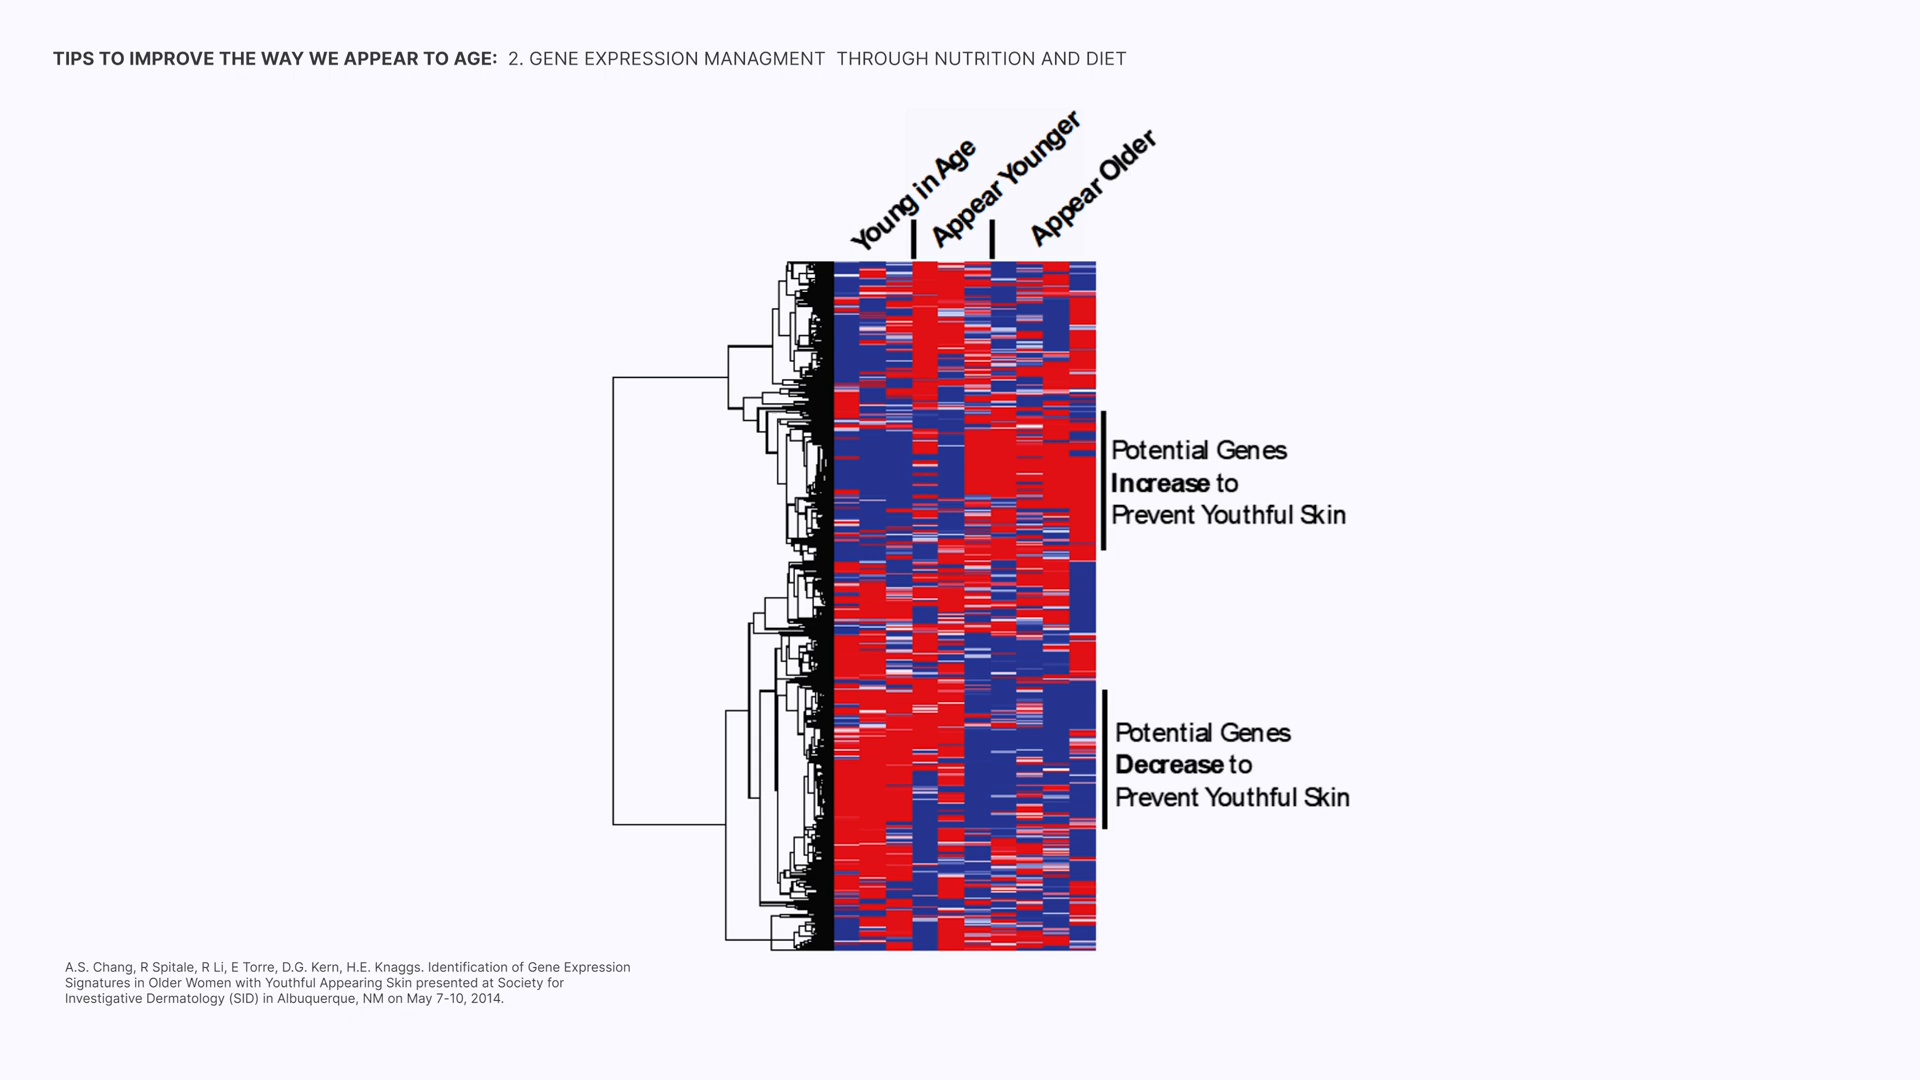 TIPS TO IMPROVE THE WAY WE APPEAR TO AGE: 2. GENE EXPRESSION MANAGMENT THROUGH NUTRITION AND DIET
Young in Age
Appear Younger
Appear Older
Potential Genes
Increase to
Prevent Youthful Skin
Potential Genes
Decrease to
Prevent Youthful Skin
A.S. Chang, R Spitale, R Li, E Torre, D.G. Kern, H.E. Knaggs. Identification of Gene Expression
Signatures in Older Women with Youthful Appearing Skin presented at Society for
Investigative Dermatology (SID) in Albuquerque, NM on May 7-10, 2014.